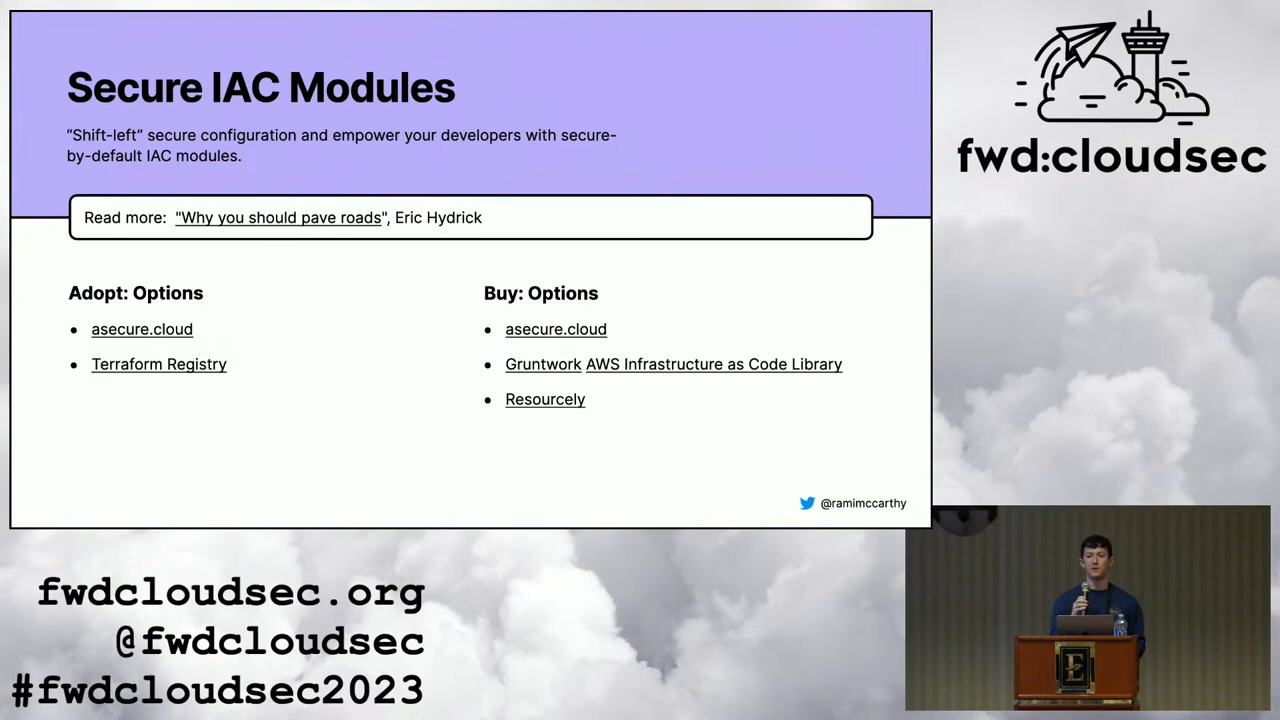 Secure IAC Modules
“Shift-left” secure configuration and empower your developers with secure-
by-default IAC modules.
Read more: "Why you should pave roads", Eric Hydrick
Adopt: Options
• asecure.cloud
• Terraform Registry
Buy: Options
• asecure.cloud
• Gruntwork AWS Infrastructure as Code Library
• Resourcely
@ramimccarthy
fwd:cloudsec
fwdcloudsec.org
@fwdcloudsec
#fwdcloudsec2023
E